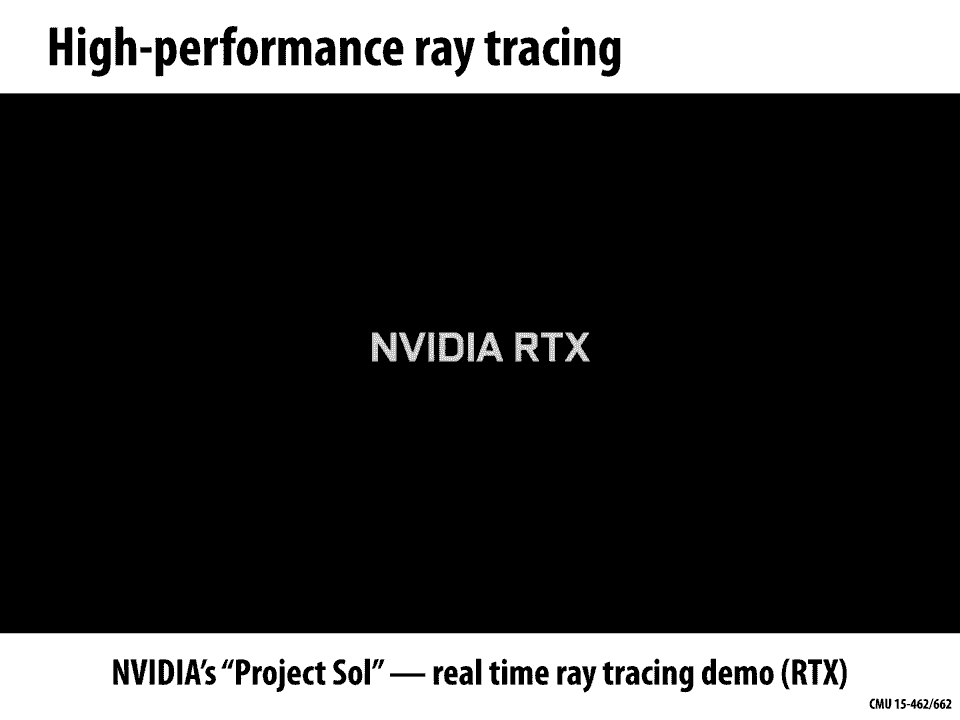 High-performance ray tracing
NVIDIA RTX
NVIDIA's “Project Sol” — real time ray tracing demo (RTX)
CMU 15-462/662